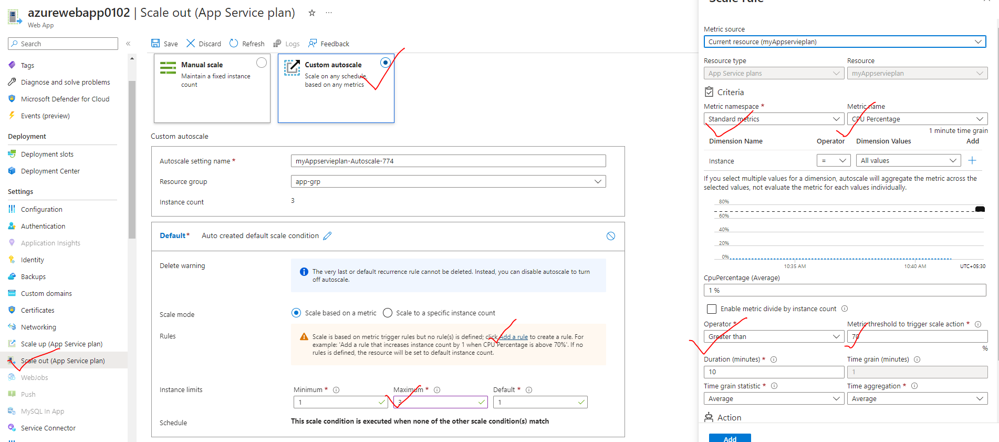 azurewebapp0102 | Scale out (App Service plan)
Web App
Search
Tags
Diagnose and solve problems
Microsoft Defender for Cloud
Events (preview)
Deployment
Deployment slots
Deployment Center
Settings
Configuration
Authentication
Application Insights
Identity
Backups
Custom domains
Certificates
Networking
Scale up (App Service plan)
Scale out (App Service plan)
WebJobs
Push
MySQL In App
Service Connector
Save
Discard
Refresh
Logs
Feedback
Manual scale
Maintain a fixed instance
count
Custom autoscale
Scale on any schedule,
based on any metrics
Custom autoscale
Autoscale setting name *
myAppservieplan-Autoscale-774
Resource group
app-grp
Instance count
3
Default* Auto created default scale condition
Delete warning
The very last or default recurrence rule cannot be deleted. Instead, you can disable autoscale to turn
off autoscale.
Scale mode
Scale based on a metric
Scale to a specific instance count
Rules
Scale is based on metric trigger rules but no rule(s) is defined; click Add a rule to create a rule. For
example: 'Add a rule that increases instance count by 1 when CPU Percentage is above 70%'. If no
rules is defined, the resource will be set to default instance count.
Instance limits
Minimum *
1
Maximum *
3
Default *
1
Schedule
This scale condition is executed when none of the other scale condition(s) match
Scale rule
Metric source
Current resource (myAppservieplan)
Resource type
App Service plans
Resource
myAppservieplan
Criteria
Metric namespace *
Standard metrics
Metric name
CPU Percentage
1 minute time grain
Dimension Name
Operator
Dimension Values
Add
Instance
=
All values
If you select multiple values for a dimension, autoscale will aggregate the metric across the
selected values, not evaluate the metric for each values individually.
80%
60%
40%
20%
0%
10:35 AM
10:40 AM
UTC+05:30
CpuPercentage (Average)
1 %
Enable metric divide by instance count
Operator *
Greater than
Metric threshold to trigger scale action *
70
%
Duration (minutes) *
10
Time grain (minutes)
1
Time grain statistic *
Average
Time aggregation *
Average
Action
Add